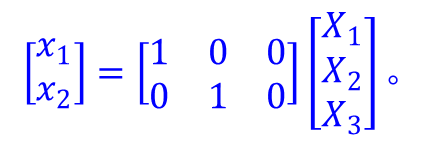 [x₁ x₂] = [1 0 0 0 1 0] [X₁ X₂ X₃] 。